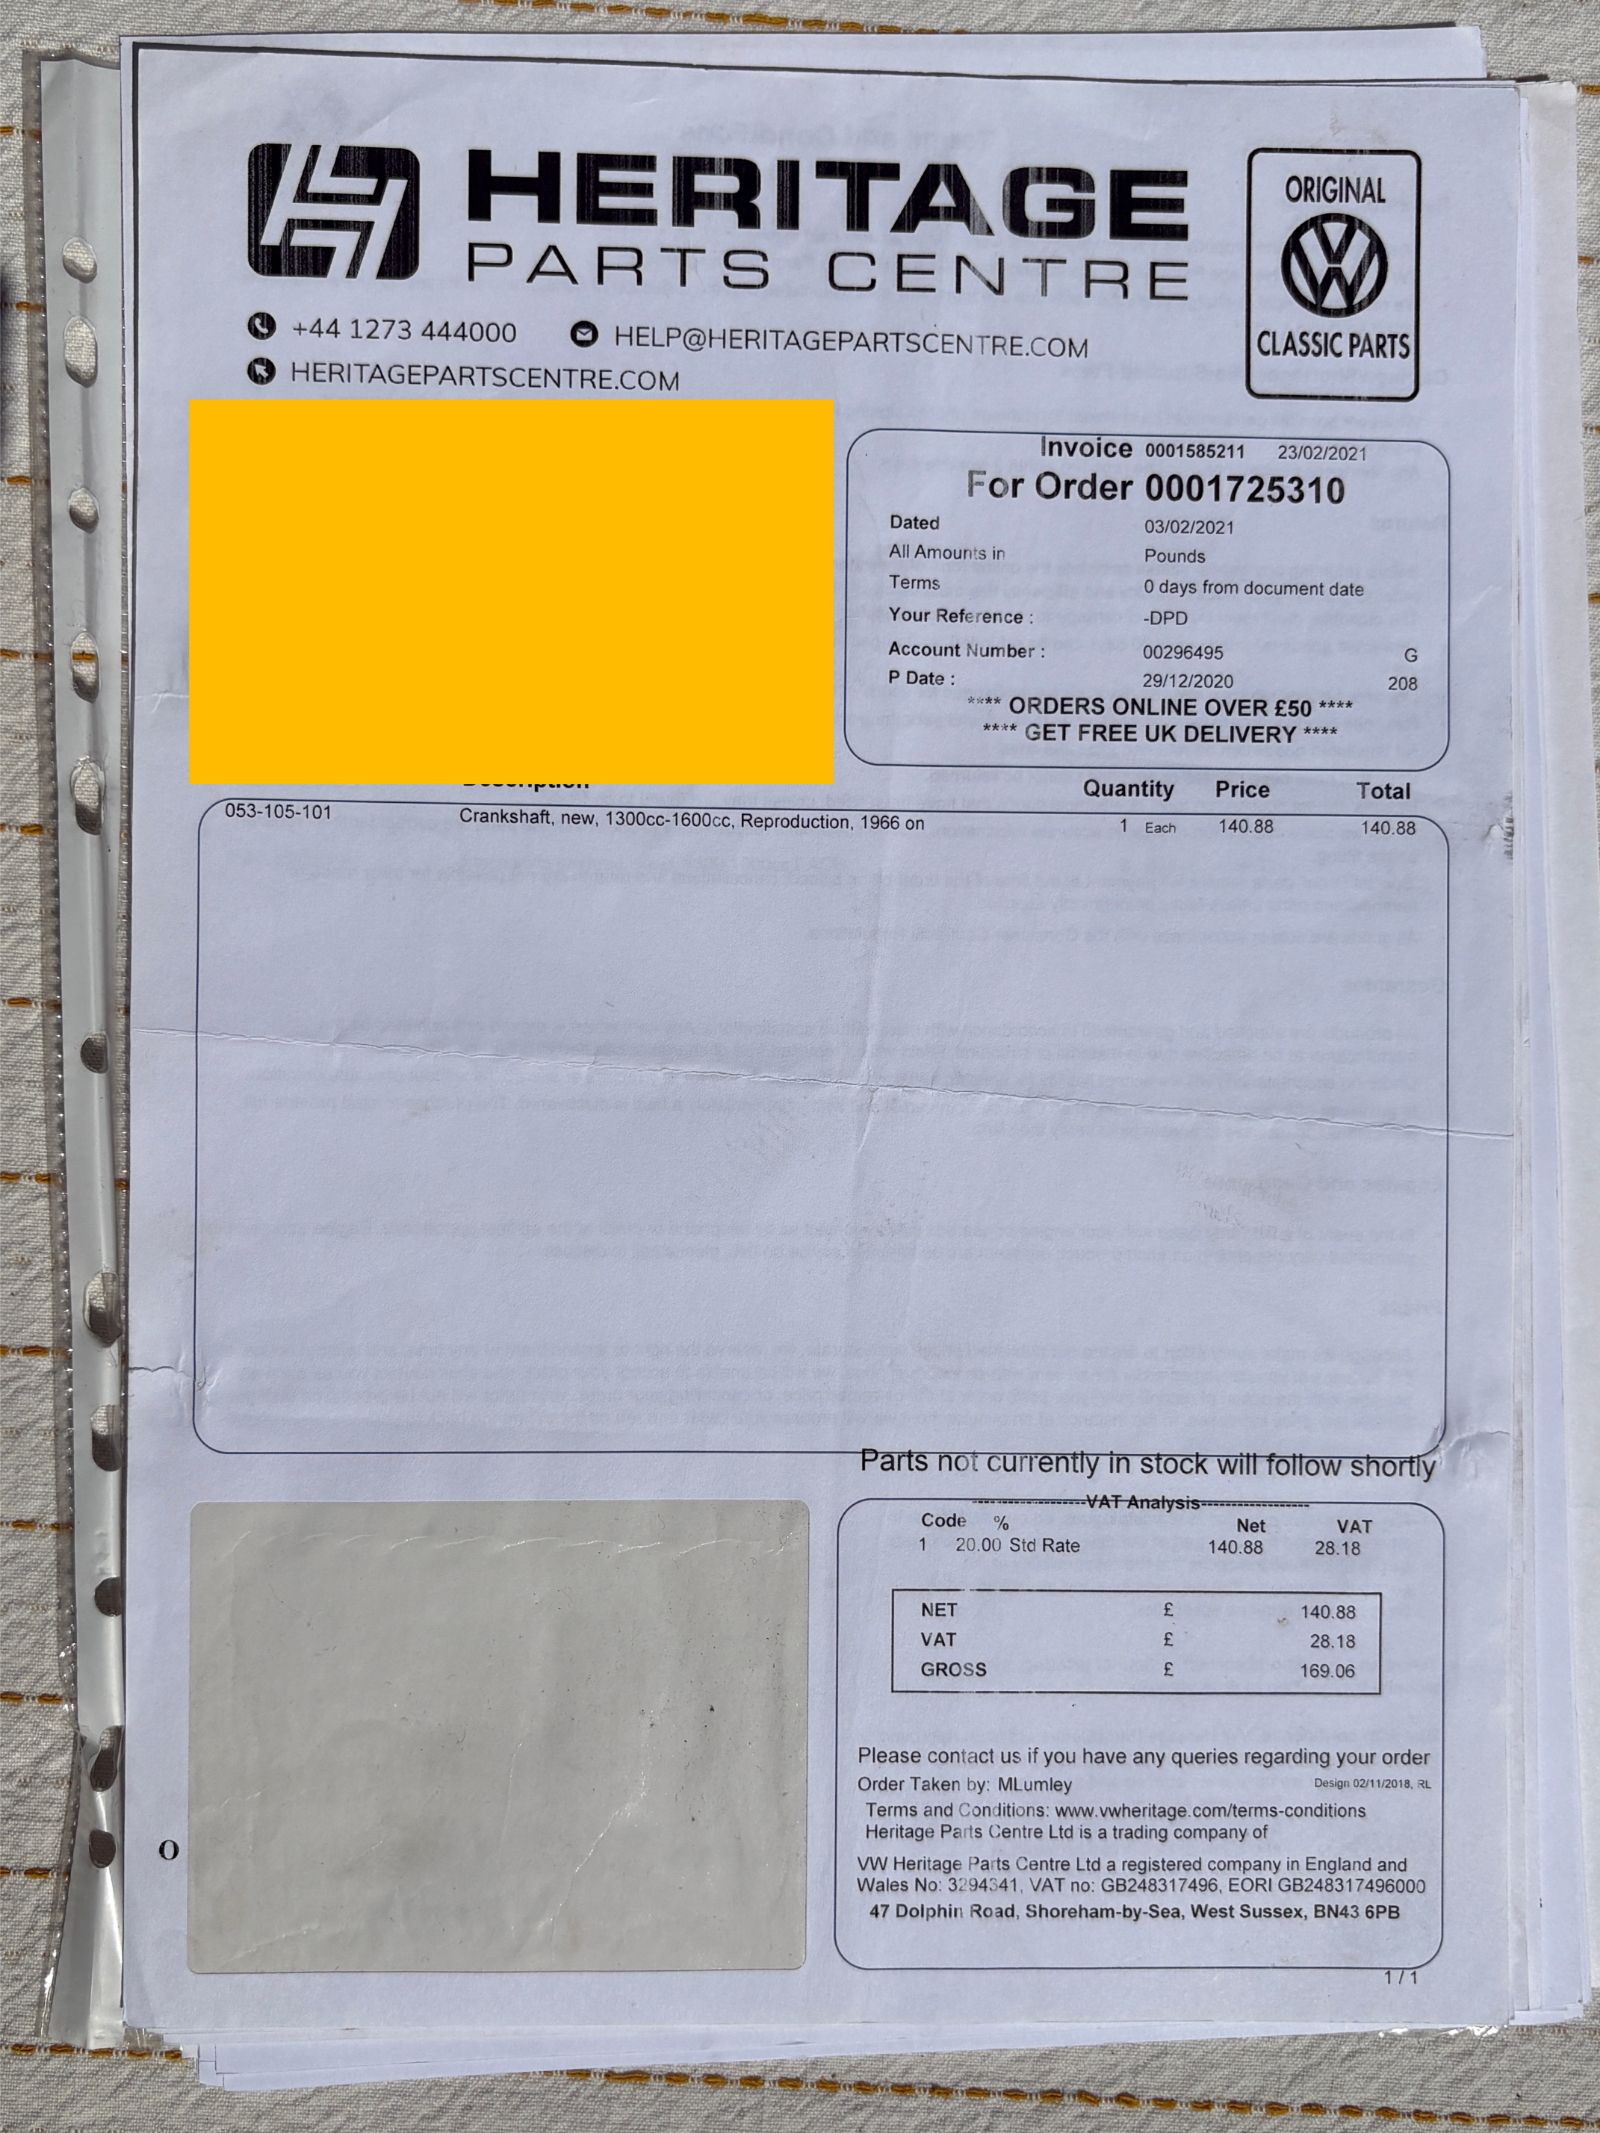 HERITAGE
PARTS CENTRE
ORIGINAL
CLASSIC PARTS
+44 1273 444000 HELP@HERITAGEPARTSCENTRE.COM
HERITAGEPARTSCENTRE.COM
Invoice 0001585211 23/02/2021
For Order 0001725310
Dated 03/02/2021
All Amounts in Pounds
Terms 0 days from document date
Your Reference : -DPD
Account Number : 00296495 G
P Date : 29/12/2020 208
**** ORDERS ONLINE OVER £50 ****
**** GET FREE UK DELIVERY ****
Description Quantity Price Total
053-105-101 Crankshaft, new, 1300cc-1600cc, Reproduction, 1966 on 1 Each 140.88 140.88
Parts not currently in stock will follow shortly
--------------------VAT Analysis--------------------
Code % Net VAT
1 20.00 Std Rate 140.88 28.18
NET £ 140.88
VAT £ 28.18
GROSS £ 169.06
Please contact us if you have any queries regarding your order
Order Taken by: MLumley Design 02/11/2018, RL
Terms and Conditions: www.vwheritage.com/terms-conditions
Heritage Parts Centre Ltd is a trading company of
VW Heritage Parts Centre Ltd a registered company in England and
Wales No: 3294341, VAT no: GB248317496, EORI GB248317496000
47 Dolphin Road, Shoreham-by-Sea, West Sussex, BN43 6PB
O
1 / 1